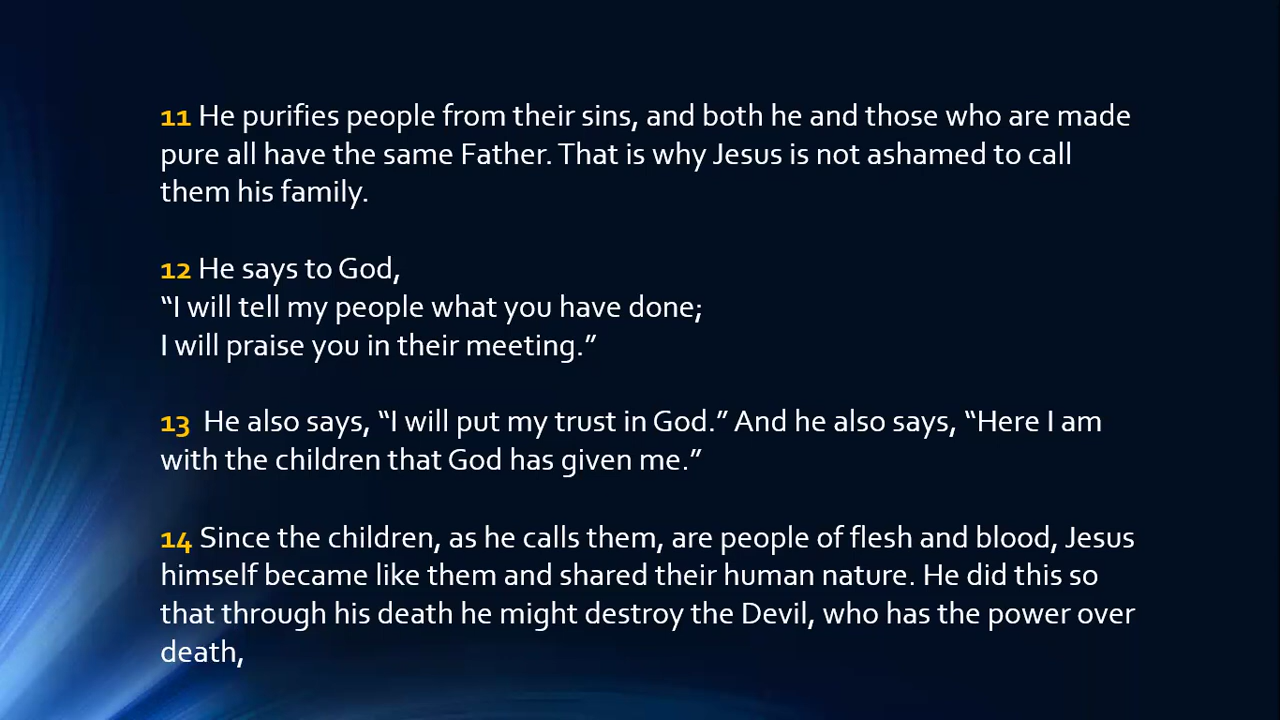 11 He purifies people from their sins, and both he and those who are made
pure all have the same Father. That is why Jesus is not ashamed to call
them his family.
12 He says to God,
“I will tell my people what you have done;
I will praise you in their meeting.”
13 He also says, “I will put my trust in God.” And he also says, “Here I am
with the children that God has given me.”
14 Since the children, as he calls them, are people of flesh and blood, Jesus
himself became like them and shared their human nature. He did this so
that through his death he might destroy the Devil, who has the power over
death,